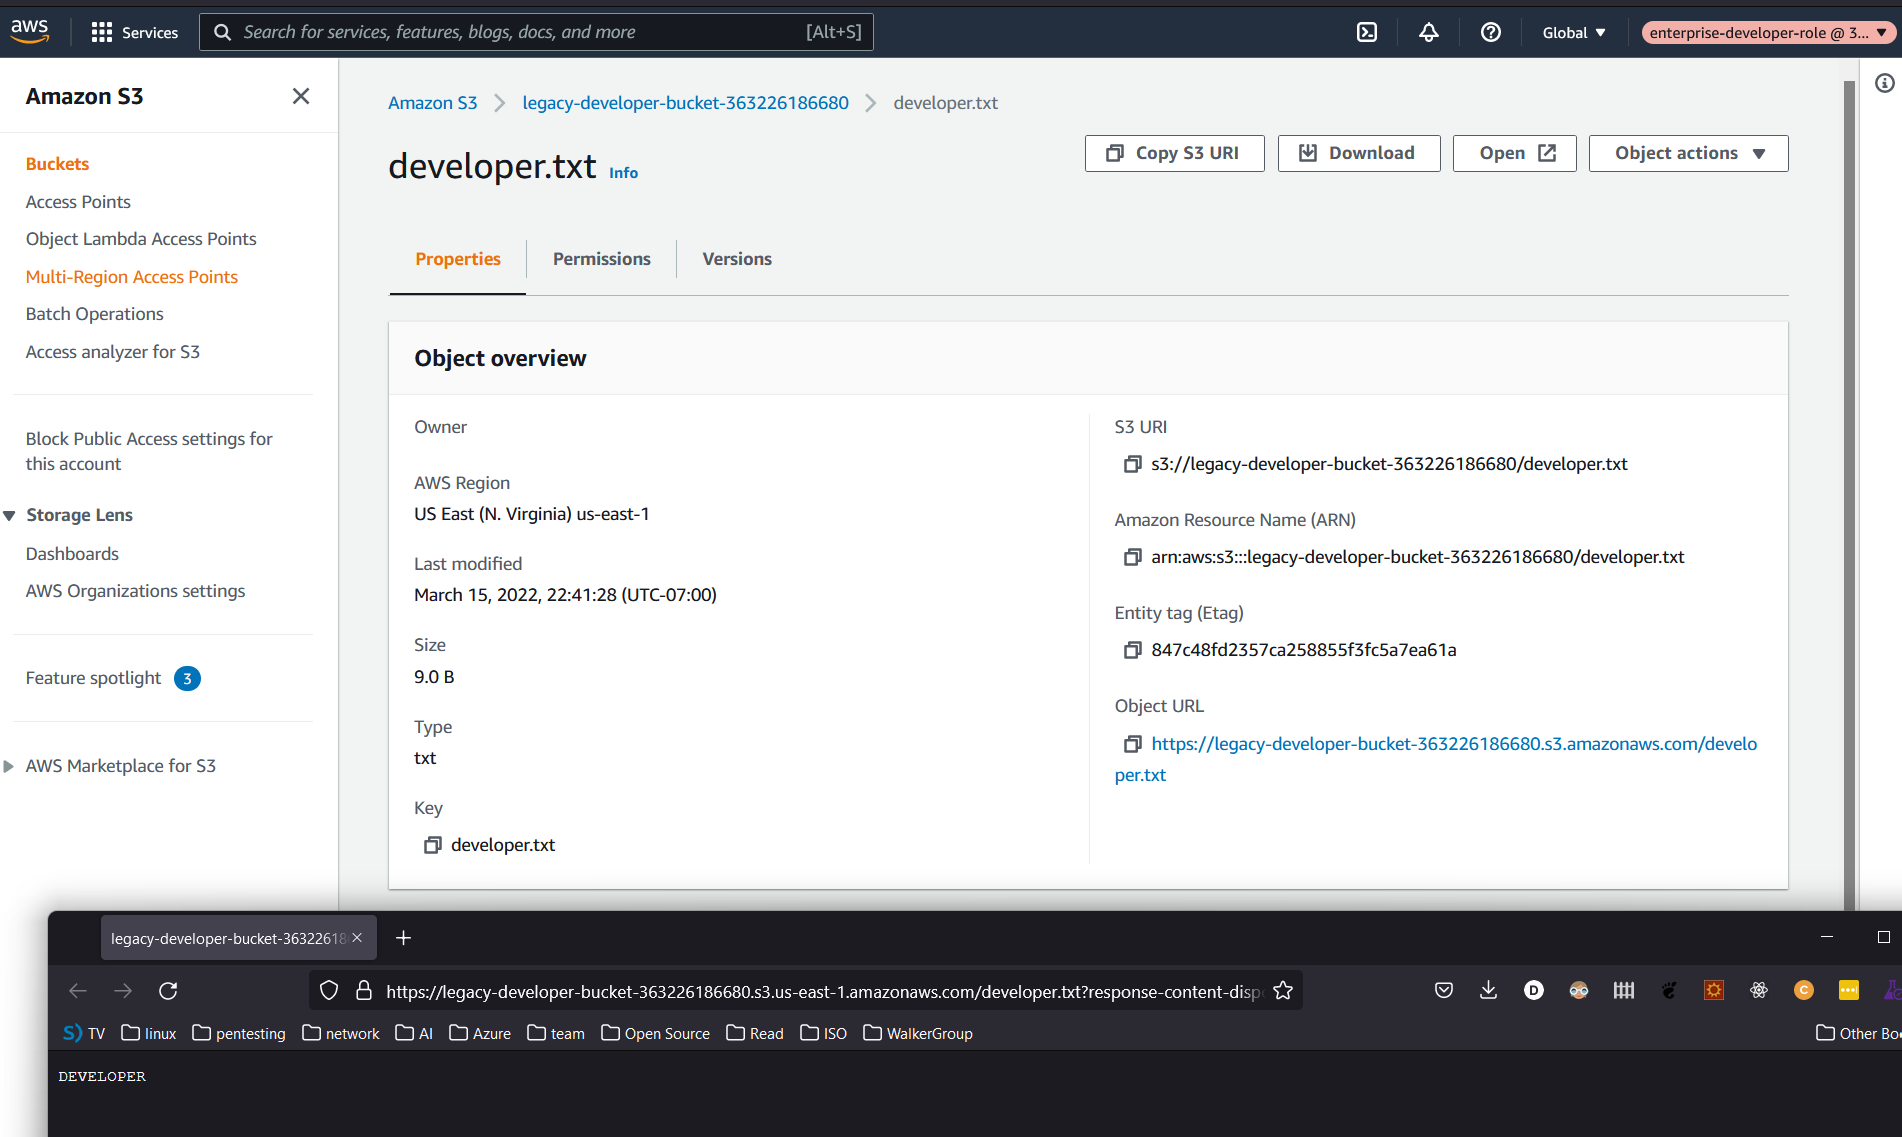 aws
Services
Search for services, features, blogs, docs, and more
[Alt+S]
Global
enterprise-developer-role @ 3...
Amazon S3
Buckets
Access Points
Object Lambda Access Points
Multi-Region Access Points
Batch Operations
Access analyzer for S3
Block Public Access settings for
this account
Storage Lens
Dashboards
AWS Organizations settings
Feature spotlight 3
AWS Marketplace for S3
Amazon S3 legacy-developer-bucket-363226186680 developer.txt
developer.txt Info
Copy S3 URI
Download
Open
Object actions
Properties
Permissions
Versions
Object overview
Owner
AWS Region
US East (N. Virginia) us-east-1
Last modified
March 15, 2022, 22:41:28 (UTC-07:00)
Size
9.0 B
Type
txt
Key
developer.txt
S3 URI
s3://legacy-developer-bucket-363226186680/developer.txt
Amazon Resource Name (ARN)
arn:aws:s3:::legacy-developer-bucket-363226186680/developer.txt
Entity tag (Etag)
847c48fd2357ca258855f3fc5a7ea61a
Object URL
https://legacy-developer-bucket-363226186680.s3.amazonaws.com/develo
per.txt
legacy-developer-bucket-36322618
https://legacy-developer-bucket-363226186680.s3.us-east-1.amazonaws.com/developer.txt?response-content-disp
D
C
S) TV
linux
pentesting
network
AI
Azure
team
Open Source
Read
ISO
WalkerGroup
Other Bo
DEVELOPER